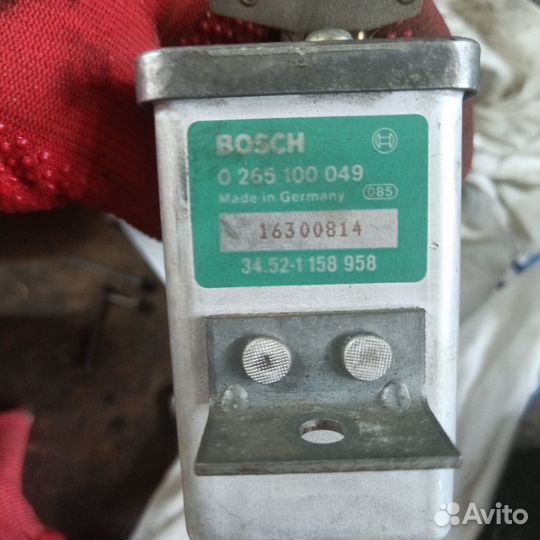 BOSCH
0 265 100 049
Made in Germany 085
16300814
34.52-1 158 958
Avito